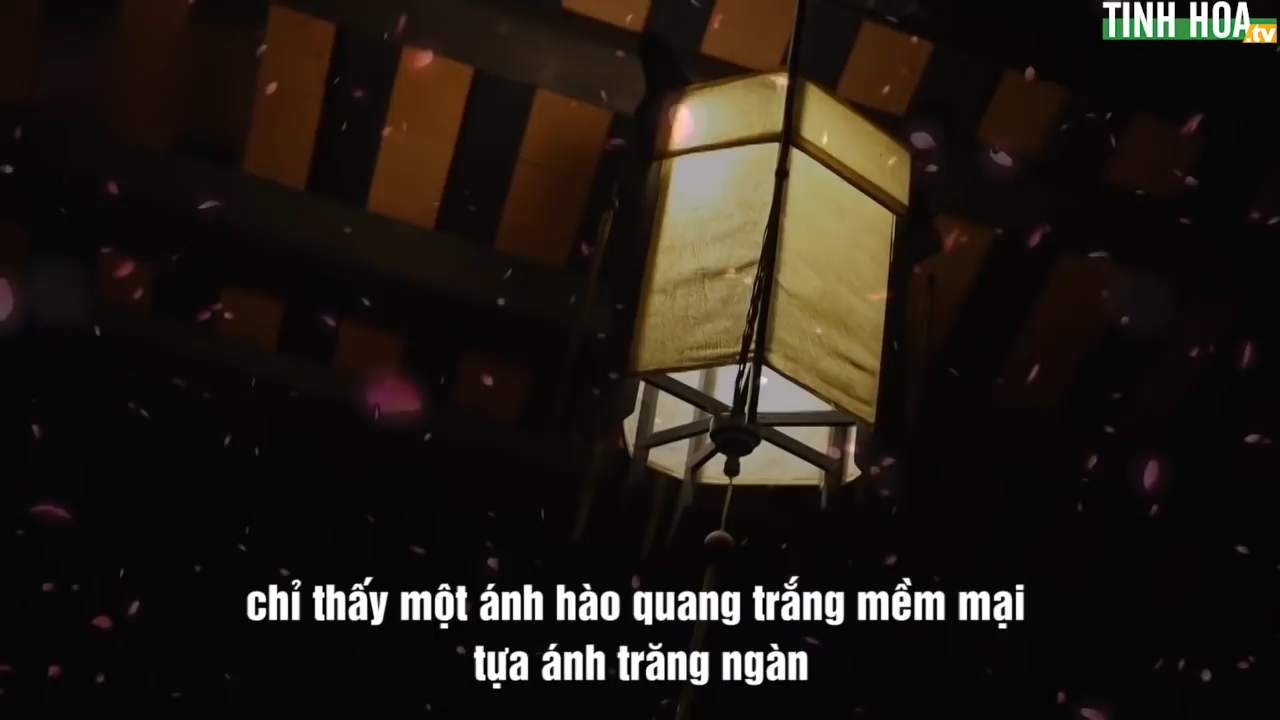 TINH HOA
.tv
chỉ thấy một ánh hào quang trắng mềm mại
tựa ánh trăng ngàn